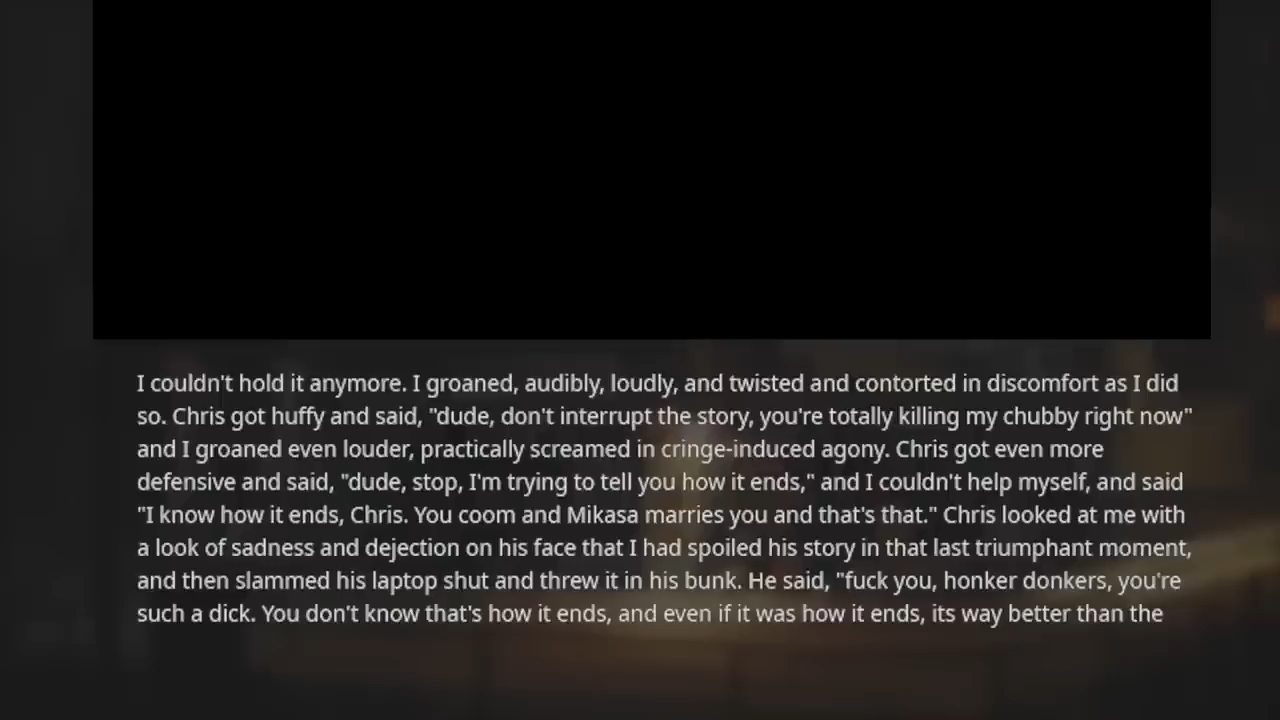 I couldn't hold it anymore. I groaned, audibly, loudly, and twisted and contorted in discomfort as I did
so. Chris got huffy and said, "dude, don't interrupt the story, you're totally killing my chubby right now"
and I groaned even louder, practically screamed in cringe-induced agony. Chris got even more
defensive and said, "dude, stop, I'm trying to tell you how it ends," and I couldn't help myself, and said
"I know how it ends, Chris. You coom and Mikasa marries you and that's that." Chris looked at me with
a look of sadness and dejection on his face that I had spoiled his story in that last triumphant moment,
and then slammed his laptop shut and threw it in his bunk. He said, "fuck you, honker donkers, you're
such a dick. You don't know that's how it ends, and even if it was how it ends, its way better than the